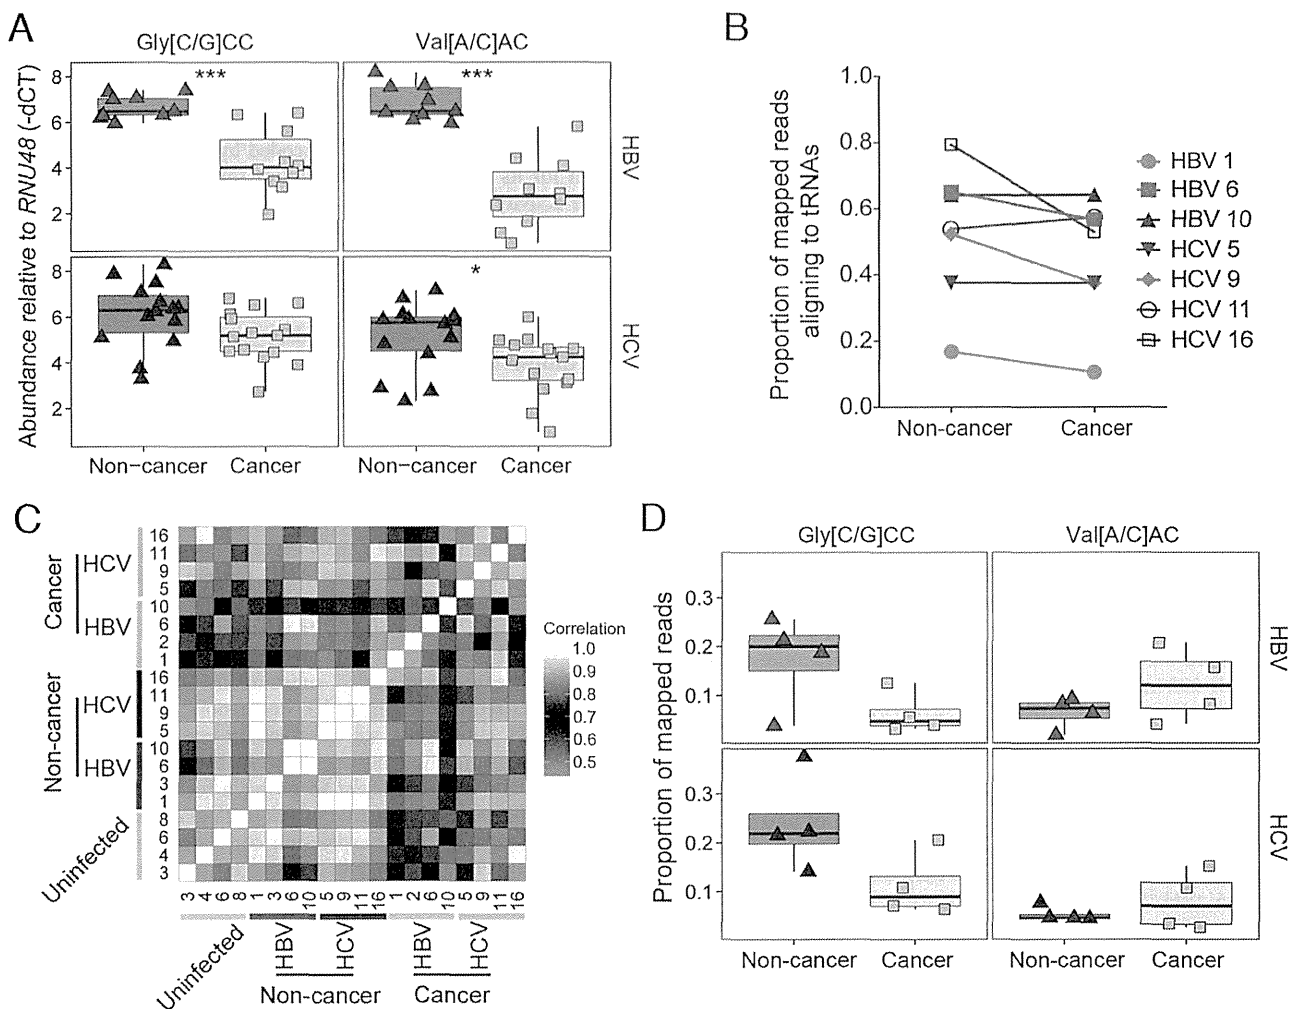 A
Gly[C/G]CC
Val[A/C]AC
Abundance relative to RNU48 (-dCT)
8
6
4
2
***
***
HBV
8
6
4
2
*
HCV
Non-cancer
Cancer
Non-cancer
Cancer
B
Proportion of mapped reads
aligning to tRNAs
1.0
0.8
0.6
0.4
0.2
0.0
Non-cancer
Cancer
HBV 1
HBV 6
HBV 10
HCV 5
HCV 9
HCV 11
HCV 16
C
Cancer
HCV
HBV
Non-cancer
HCV
HBV
Uninfected
16
11
9
5
10
6
2
1
16
11
9
5
10
6
3
1
8
6
4
3
3 4 6 8 1 3 6 10 5 9 11 16 1 2 6 10 5 9 11 16
Uninfected
HBV
HCV
HBV
HCV
Non-cancer
Cancer
Correlation
1.0
0.9
0.8
0.7
0.6
0.5
D
Gly[C/G]CC
Val[A/C]AC
Proportion of mapped reads
0.3
0.2
0.1
HBV
0.3
0.2
0.1
HCV
Non-cancer
Cancer
Non-cancer
Cancer